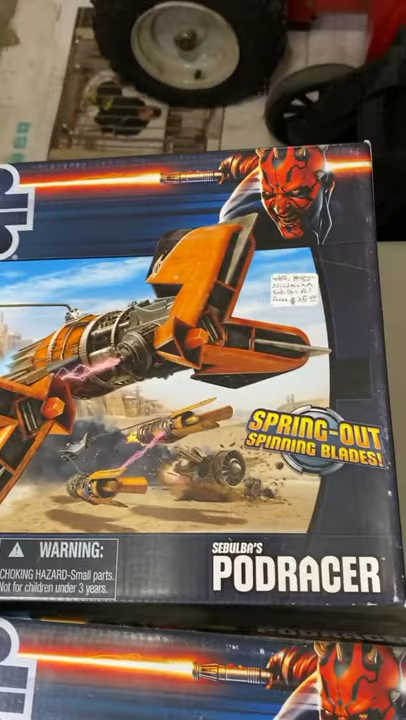 SPRING-OUT
SPINNING BLADES!
WARNING:
CHOKING HAZARD-Small parts.
Not for children under 3 years.
SEBULBA'S
PODRACER